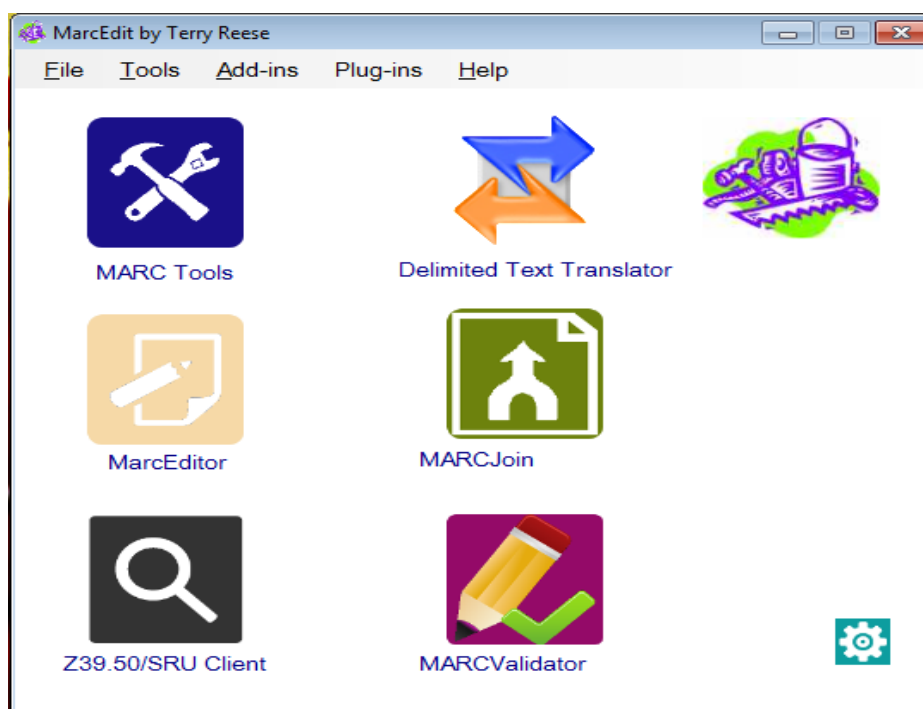 MarcEdit by Terry Reese
File Tools Add-ins Plug-ins Help
MARC Tools
Delimited Text Translator
MarcEditor
MARCJoin
Z39.50/SRU Client
MARCValidator